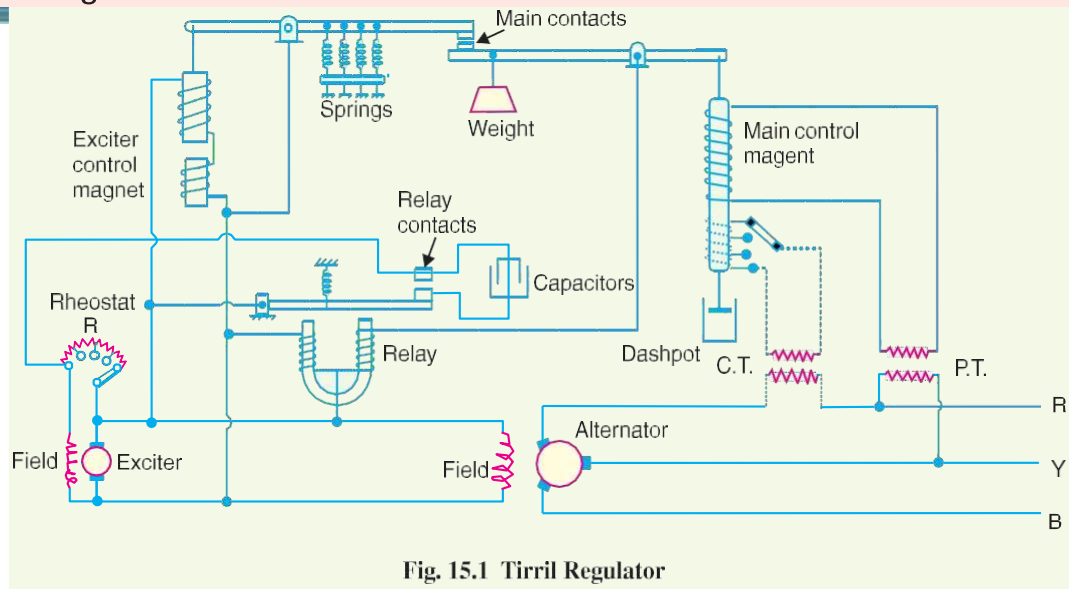 Main contacts
Springs
Weight
Exciter
control
magnet
Main control
magent
Relay
contacts
Capacitors
Rheostat
R
Relay
Dashpot
C.T.
P.T.
R
Alternator
Field
Exciter
Field
Y
B
Fig. 15.1 Tirril Regulator